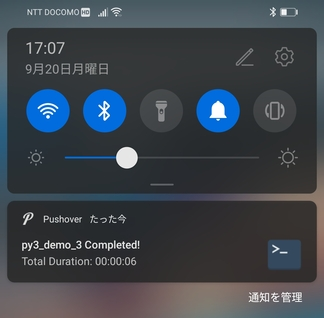 NTT DOCOMO HD
17:07
9月20日月曜日
Pushover たった今
py3_demo_3 Completed!
Total Duration: 00:00:06
>_
通知を管理